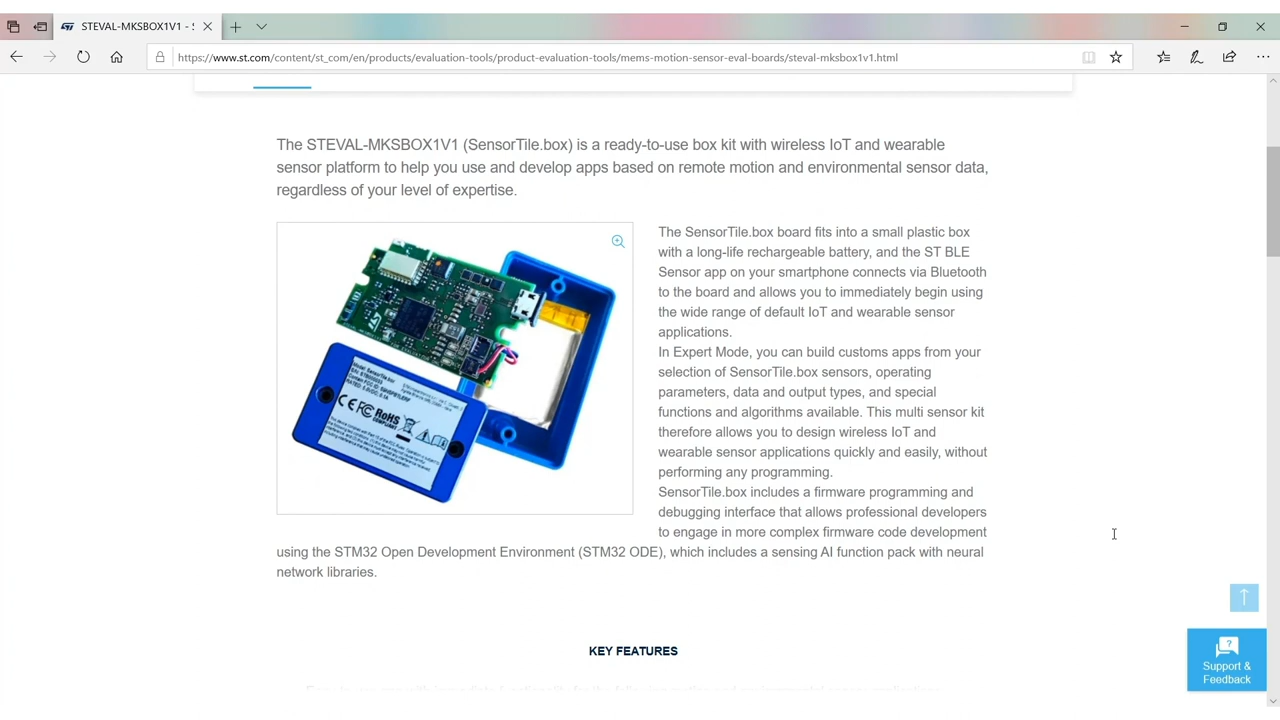 STEVAL-MKSBOX1V1 - S
https://www.st.com/content/st_com/en/products/evaluation-tools/product-evaluation-tools/mems-motion-sensor-eval-boards/steval-mksbox1v1.html
The STEVAL-MKSBOX1V1 (SensorTile.box) is a ready-to-use box kit with wireless IoT and wearable
sensor platform to help you use and develop apps based on remote motion and environmental sensor data,
regardless of your level of expertise.
The SensorTile.box board fits into a small plastic box
with a long-life rechargeable battery, and the ST BLE
Sensor app on your smartphone connects via Bluetooth
to the board and allows you to immediately begin using
the wide range of default IoT and wearable sensor
applications.
In Expert Mode, you can build customs apps from your
selection of SensorTile.box sensors, operating
parameters, data and output types, and special
functions and algorithms available. This multi sensor kit
therefore allows you to design wireless IoT and
wearable sensor applications quickly and easily, without
performing any programming.
SensorTile.box includes a firmware programming and
debugging interface that allows professional developers
to engage in more complex firmware code development
using the STM32 Open Development Environment (STM32 ODE), which includes a sensing AI function pack with neural
network libraries.
Model: SensorTile.box
CE FC RoHS
COMPLIANT
KEY FEATURES
Support &
Feedback